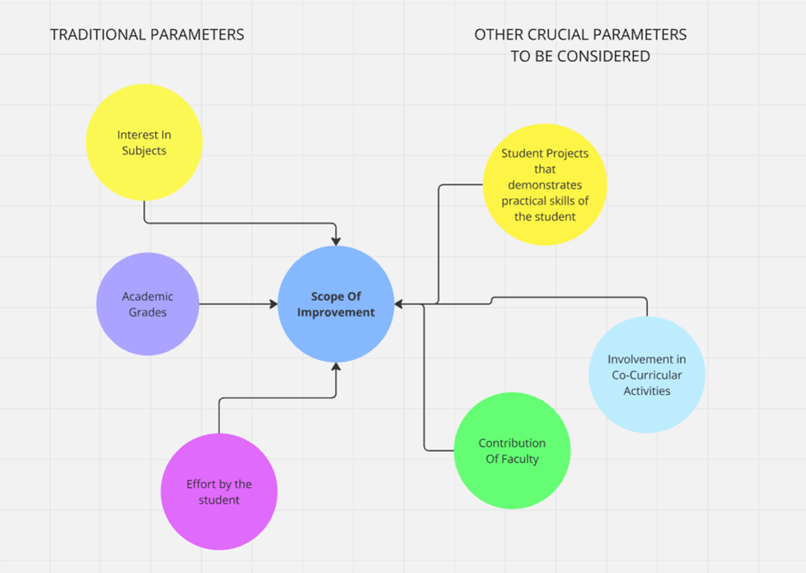 TRADITIONAL PARAMETERS
OTHER CRUCIAL PARAMETERS
TO BE CONSIDERED
Interest In
Subjects
Student Projects
that
demonstrates
practical skills of
the student
Academic
Grades
Scope Of
Improvement
Involvement in
Co-Curricular
Activities
Contribution
Of Faculty
Effort by the
student